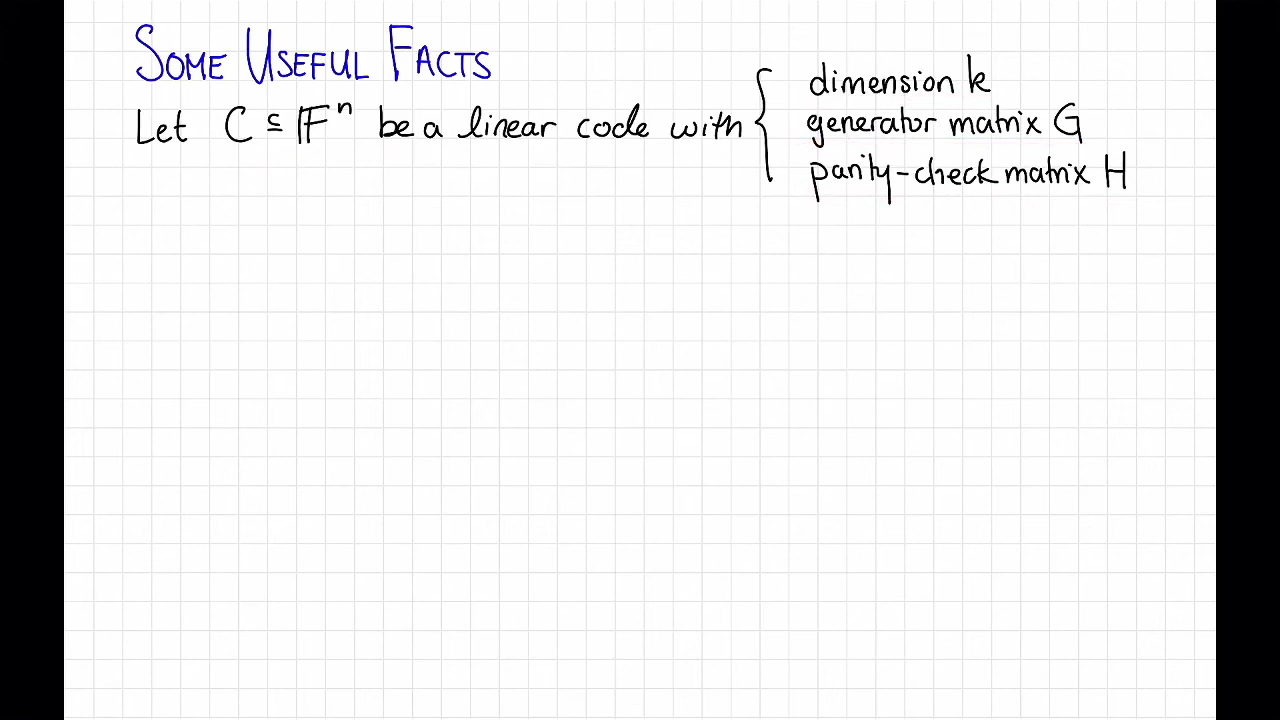 SOME USEFUL FACTS
Let C ⊆ 𝔽ⁿ be a linear code with {
dimension k
generator matrix G
parity-check matrix H